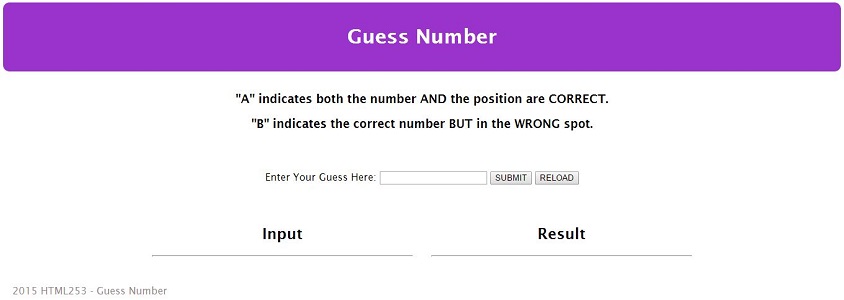 Guess Number
"A" indicates both the number AND the position are CORRECT.
"B" indicates the correct number BUT in the WRONG spot.
Enter Your Guess Here: SUBMIT RELOAD
Input Result
2015 HTML253 - Guess Number